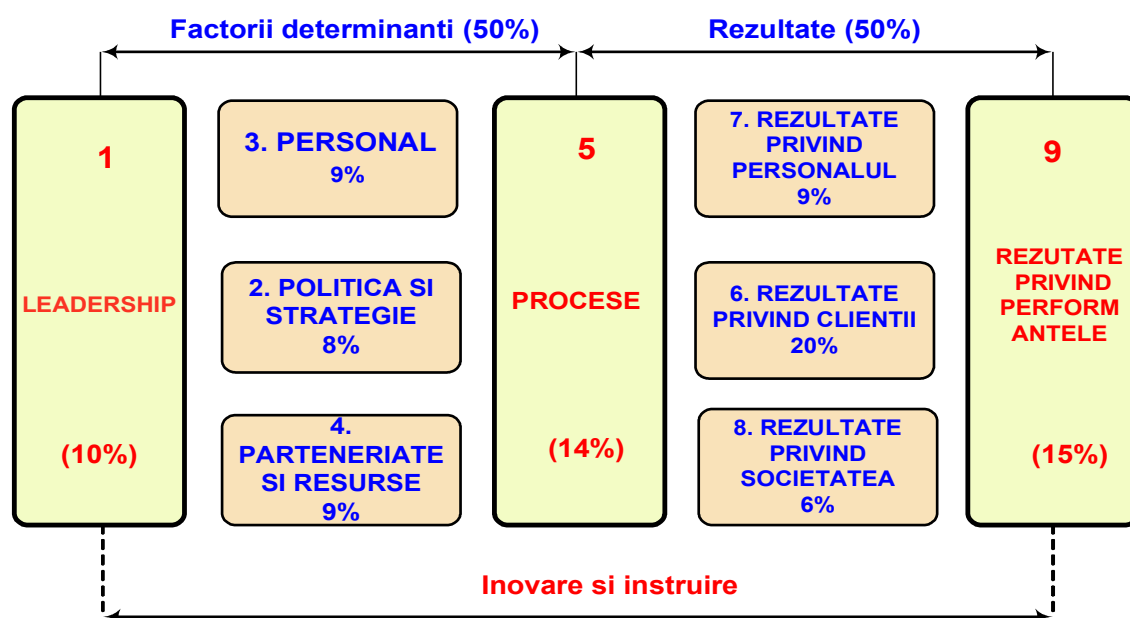 Factorii determinanti (50%)
Rezultate (50%)
1
LEADERSHIP
(10%)
3. PERSONAL
9%
2. POLITICA SI
STRATEGIE
8%
4.
PARTENERIATE
SI RESURSE
9%
5
PROCESE
(14%)
7. REZULTATE
PRIVIND
PERSONALUL
9%
6. REZULTATE
PRIVIND CLIENTII
20%
8. REZULTATE
PRIVIND
SOCIETATEA
6%
9
REZUTATE
PRIVIND
PERFORM
ANTELE
(15%)
Inovare si instruire